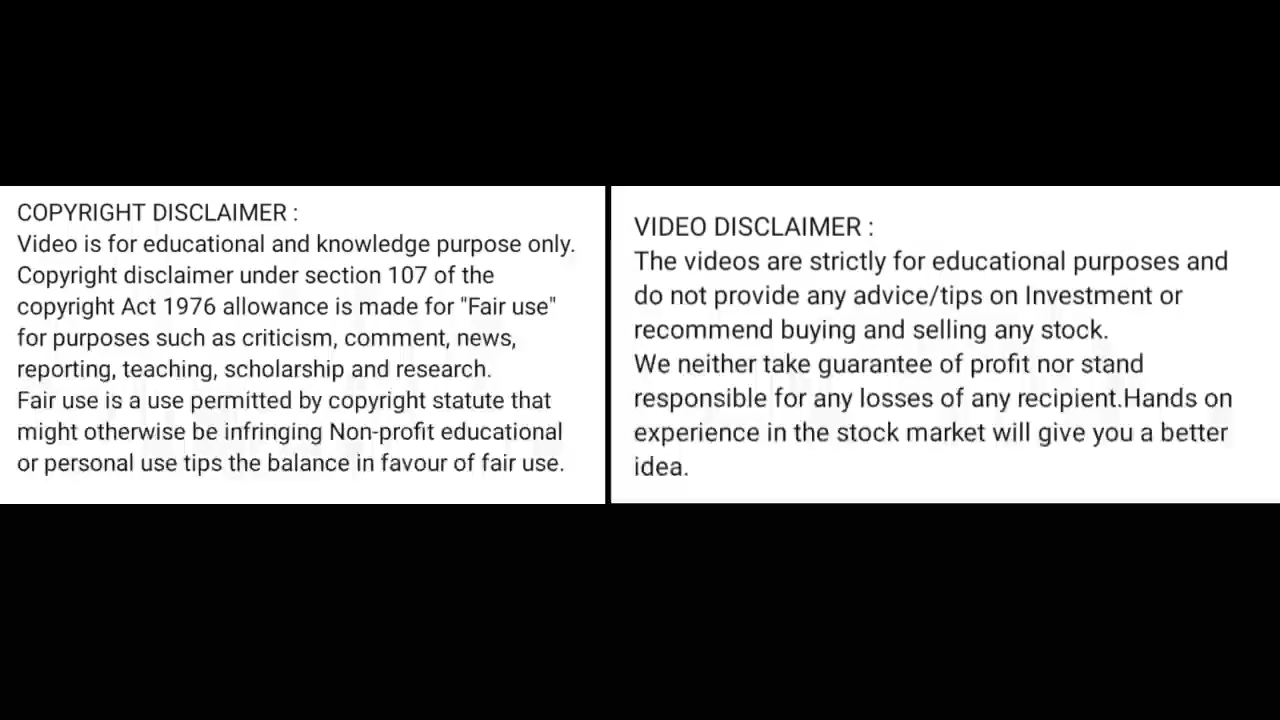 COPYRIGHT DISCLAIMER :
Video is for educational and knowledge purpose only.
Copyright disclaimer under section 107 of the
copyright Act 1976 allowance is made for "Fair use"
for purposes such as criticism, comment, news,
reporting, teaching, scholarship and research.
Fair use is a use permitted by copyright statute that
might otherwise be infringing Non-profit educational
or personal use tips the balance in favour of fair use.
VIDEO DISCLAIMER :
The videos are strictly for educational purposes and
do not provide any advice/tips on Investment or
recommend buying and selling any stock.
We neither take guarantee of profit nor stand
responsible for any losses of any recipient.Hands on
experience in the stock market will give you a better
idea.